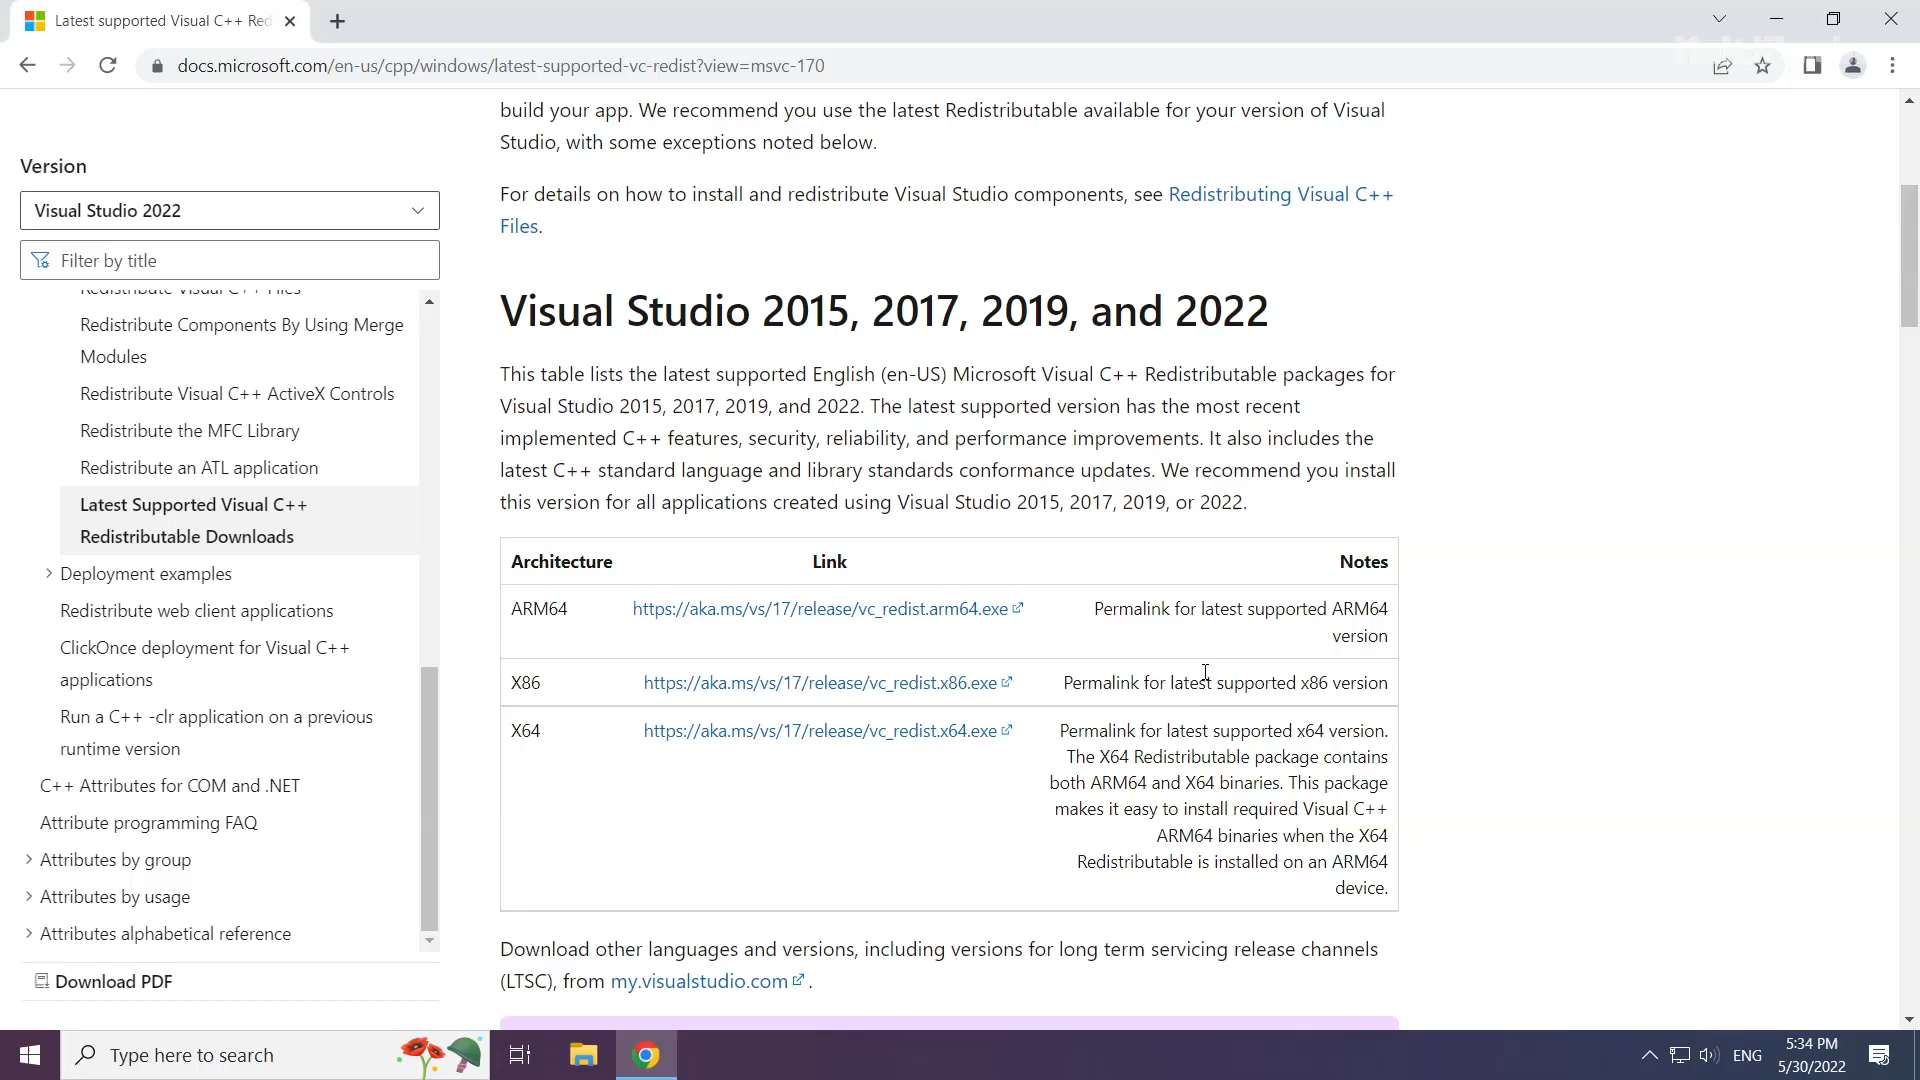 Latest supported Visual C++ Red
docs.microsoft.com/en-us/cpp/windows/latest-supported-vc-redist?view=msvc-170
build your app. We recommend you use the latest Redistributable available for your version of Visual
Studio, with some exceptions noted below.
For details on how to install and redistribute Visual Studio components, see Redistributing Visual C++
Files.
Version
Visual Studio 2022
Filter by title
Redistribute Visual C++ Files
Redistribute Components By Using Merge
Modules
Redistribute Visual C++ ActiveX Controls
Redistribute the MFC Library
Redistribute an ATL application
Latest Supported Visual C++
Redistributable Downloads
Deployment examples
Redistribute web client applications
ClickOnce deployment for Visual C++
applications
Run a C++ -clr application on a previous
runtime version
C++ Attributes for COM and .NET
Attribute programming FAQ
Attributes by group
Attributes by usage
Attributes alphabetical reference
Download PDF
Visual Studio 2015, 2017, 2019, and 2022
This table lists the latest supported English (en-US) Microsoft Visual C++ Redistributable packages for
Visual Studio 2015, 2017, 2019, and 2022. The latest supported version has the most recent
implemented C++ features, security, reliability, and performance improvements. It also includes the
latest C++ standard language and library standards conformance updates. We recommend you install
this version for all applications created using Visual Studio 2015, 2017, 2019, or 2022.
Architecture Link Notes
ARM64 https://aka.ms/vs/17/release/vc_redist.arm64.exe Permalink for latest supported ARM64
version
X86 https://aka.ms/vs/17/release/vc_redist.x86.exe Permalink for latest supported x86 version
X64 https://aka.ms/vs/17/release/vc_redist.x64.exe Permalink for latest supported x64 version.
The X64 Redistributable package contains
both ARM64 and X64 binaries. This package
makes it easy to install required Visual C++
ARM64 binaries when the X64
Redistributable is installed on an ARM64
device.
Download other languages and versions, including versions for long term servicing release channels
(LTSC), from my.visualstudio.com .
Type here to search
ENG
5:34 PM
5/30/2022